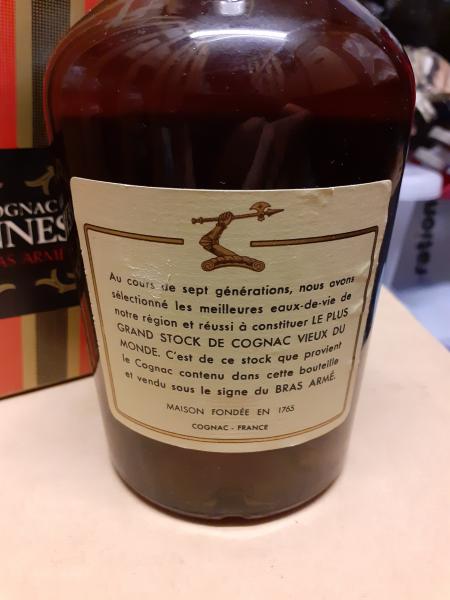 COGNAC
BRAS ARMÉ
Au cours de sept générations, nous avons
sélectionné les meilleures eaux-de-vie de
notre région et réussi à constituer LE PLUS
GRAND STOCK DE COGNAC VIEUX DU
MONDE. C'est de ce stock que provient
le Cognac contenu dans cette bouteille
et vendu sous le signe du BRAS ARMÉ.
MAISON FONDÉE EN 1765
COGNAC - FRANCE